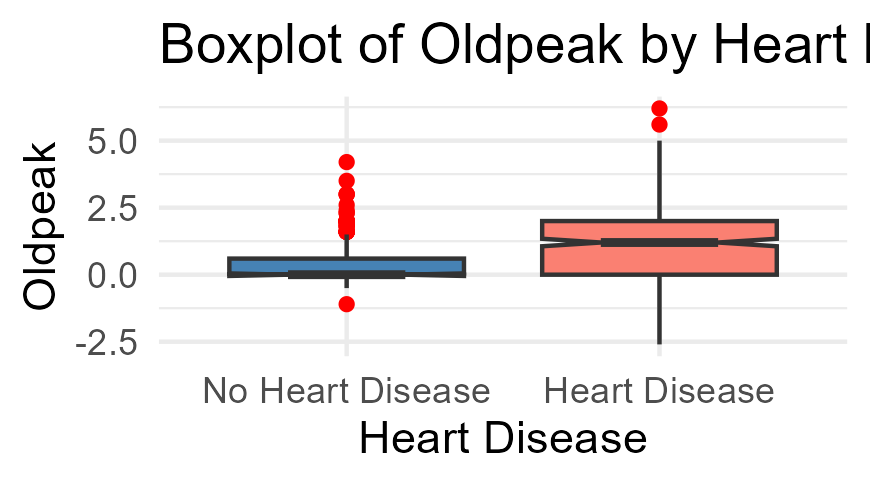 Boxplot of Oldpeak by Heart
Oldpeak
5.0
2.5
0.0
-2.5
No Heart Disease Heart Disease
Heart Disease